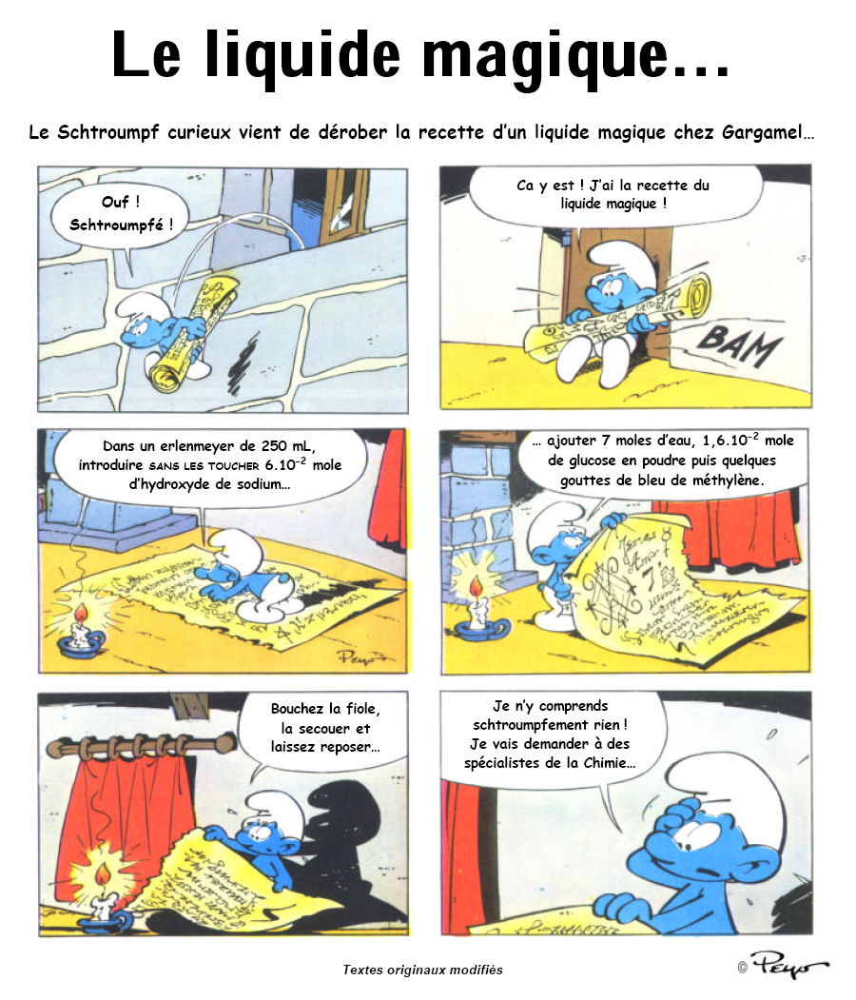 Le liquide magique...
Le Schtroumpf curieux vient de dérober la recette d'un liquide magique chez Gargamel...
Ouf !
Schtroumpfé !
Ca y est ! J'ai la recette du
liquide magique !
BAM
Dans un erlenmeyer de 250 mL,
introduire SANS LES TOUCHER 6.10⁻² mole
d'hydroxyde de sodium...
Peyo
... ajouter 7 moles d'eau, 1,6.10⁻² mole
de glucose en poudre puis quelques
gouttes de bleu de méthylène.
Bouchez la fiole,
la secouer et
laissez reposer...
Je n'y comprends
schtroumpfement rien !
Je vais demander à des
spécialistes de la Chimie...
Textes originaux modifiés
© Peyo